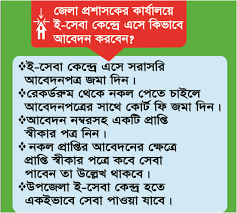 জেলা প্রশাসকের কার্যালয়ে
ই-সেবা কেন্দ্রে এসে কিভাবে
আবেদন করবেন?
❖ই-সেবা কেন্দ্রে এসে সরাসরি
আবেদনপত্র জমা দিন।
❖রেকর্ডরুম থেকে নকল পেতে চাইলে
আবেদনপত্রের সাথে কোর্ট ফি জমা দিন।
❖আবেদন নম্বরসহ একটি প্রাপ্তি
স্বীকার পত্র নিন।
❖ নকল প্রাপ্তির আবেদনের ক্ষেত্রে
প্রাপ্তি স্বীকার পত্রে কবে সেবা
পাবেন তা উল্লেখ থাকবে।
❖উপজেলা ই-সেবা কেন্দ্র হতে
একইভাবে সেবা পাওয়া যাবে।